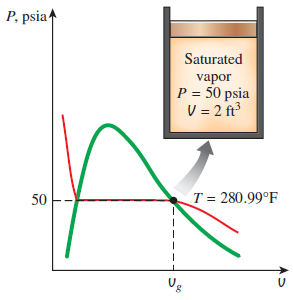 P, psia
Saturated
vapor
P = 50 psia
V = 2 ft³
50
T = 280.99°F
υg
υ